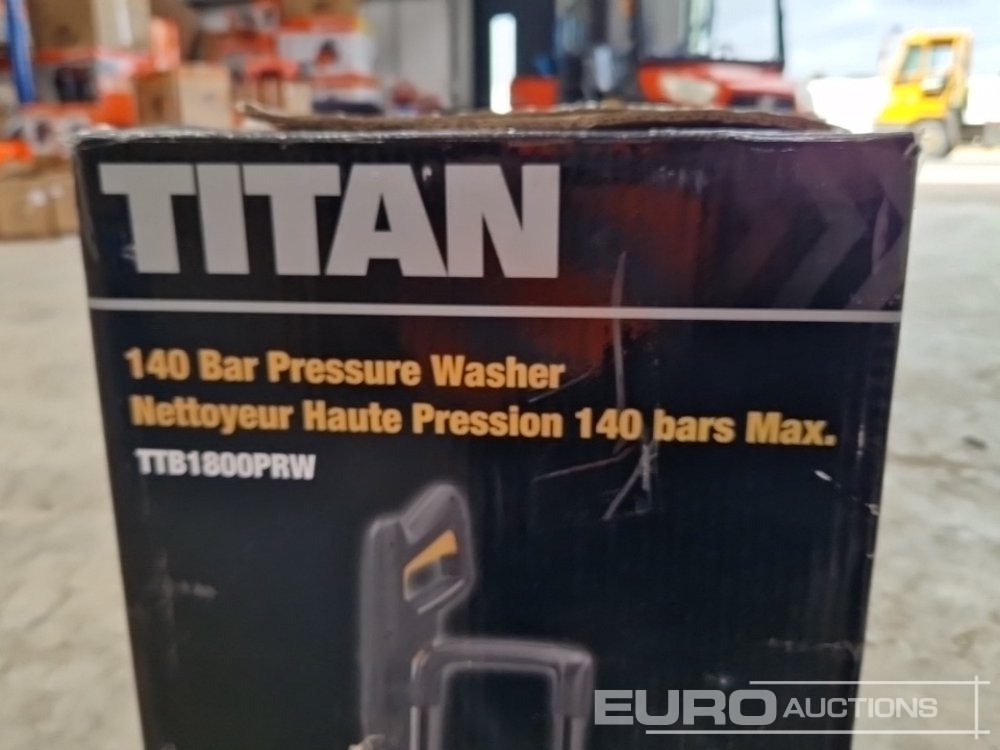 TITAN
140 Bar Pressure Washer
Nettoyeur Haute Pression 140 bars Max.
TTB1800PRW
EURO AUCTIONS